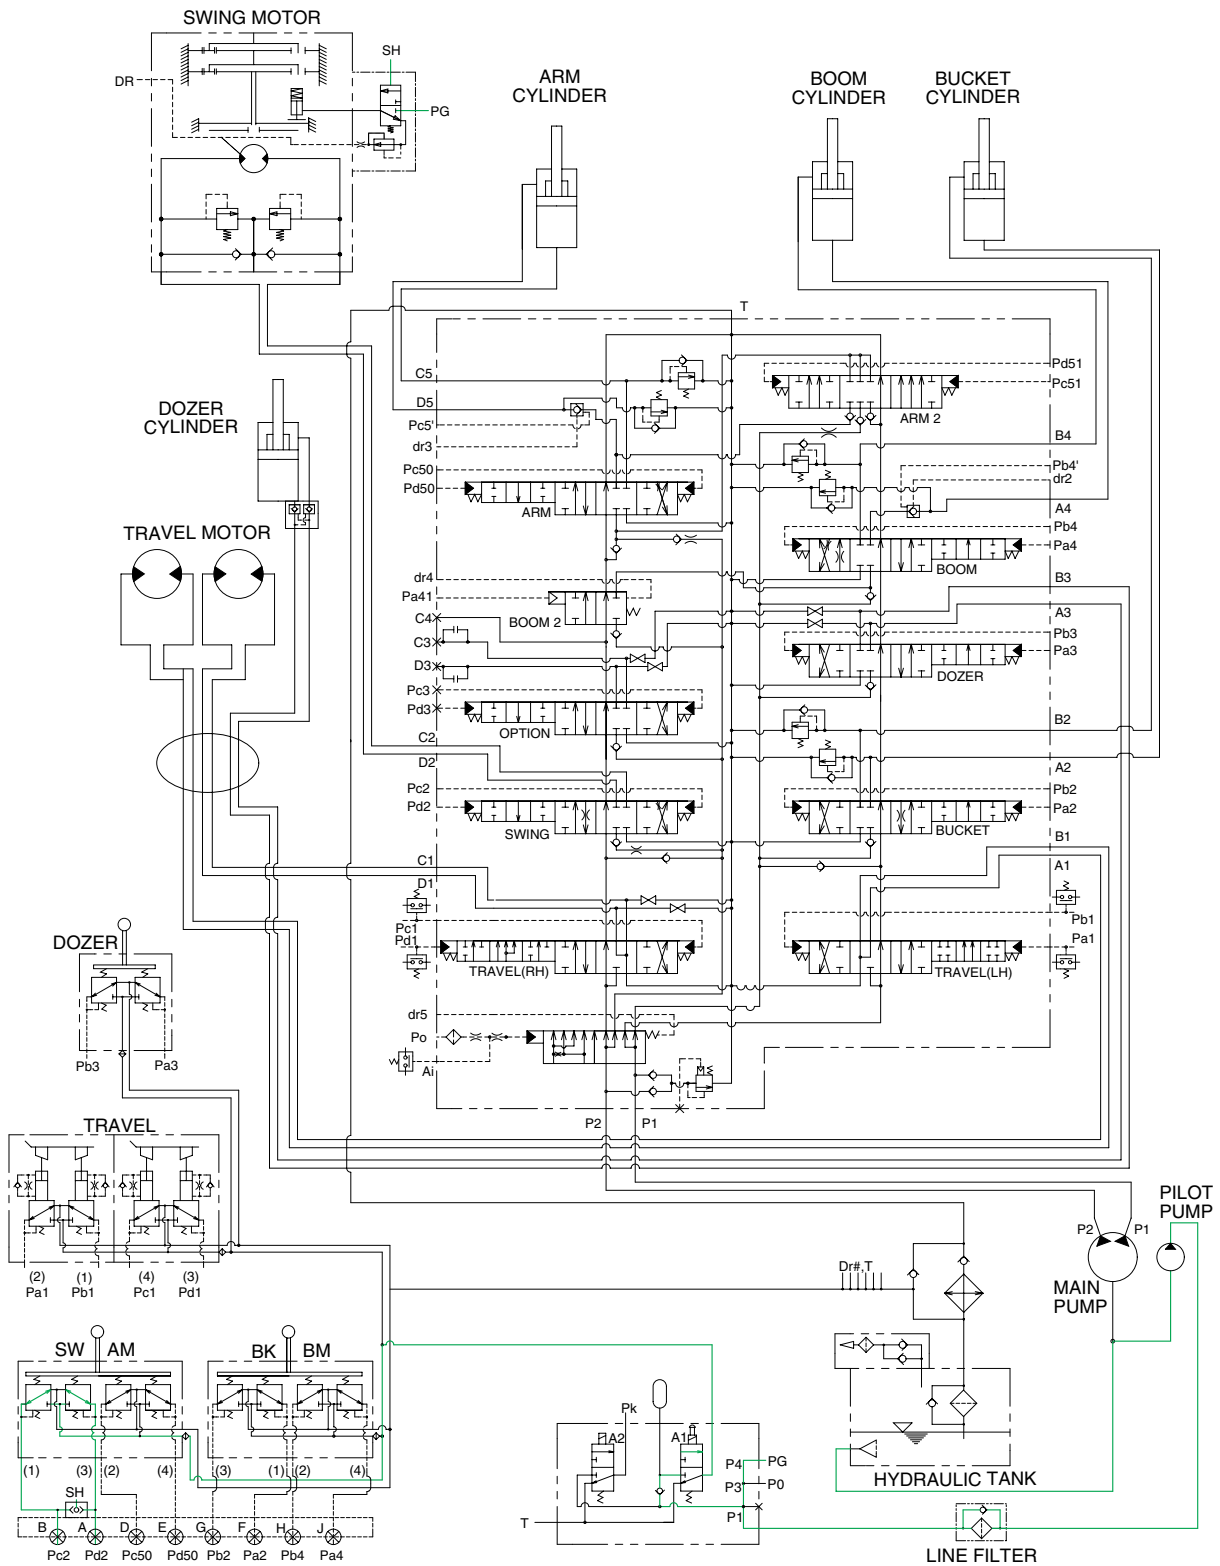 SWING MOTOR
SH
DR
PG
ARM
CYLINDER
BOOM
CYLINDER
BUCKET
CYLINDER
T
C5
D5
Pc5'
dr3
Pc50
Pd50
ARM
Pd51
Pc51
ARM 2
B4
Pb4'
dr2
A4
Pb4
Pa4
BOOM
DOZER
CYLINDER
TRAVEL MOTOR
dr4
Pa41
BOOM 2
C4
C3
D3
Pc3
Pd3
OPTION
B3
A3
Pb3
Pa3
DOZER
C2
D2
Pc2
Pd2
SWING
B2
A2
Pb2
Pa2
BUCKET
C1
D1
Pc1
Pd1
TRAVEL(RH)
B1
A1
Pb1
Pa1
TRAVEL(LH)
dr5
Po
Ai
P2
P1
DOZER
Pb3
Pa3
TRAVEL
(2) (1) (4) (3)
Pa1 Pb1 Pc1 Pd1
PILOT
PUMP
P2
P1
MAIN
PUMP
Dr#,T
SW AM
BK BM
(1) (3) (2) (4) (3) (1) (2) (4)
SH
B A D E G F H J
Pc2 Pd2 Pc50 Pd50 Pb2 Pa2 Pb4 Pa4
Pk
A2
A1
P4
PG
P3
P0
P1
T
HYDRAULIC TANK
LINE FILTER